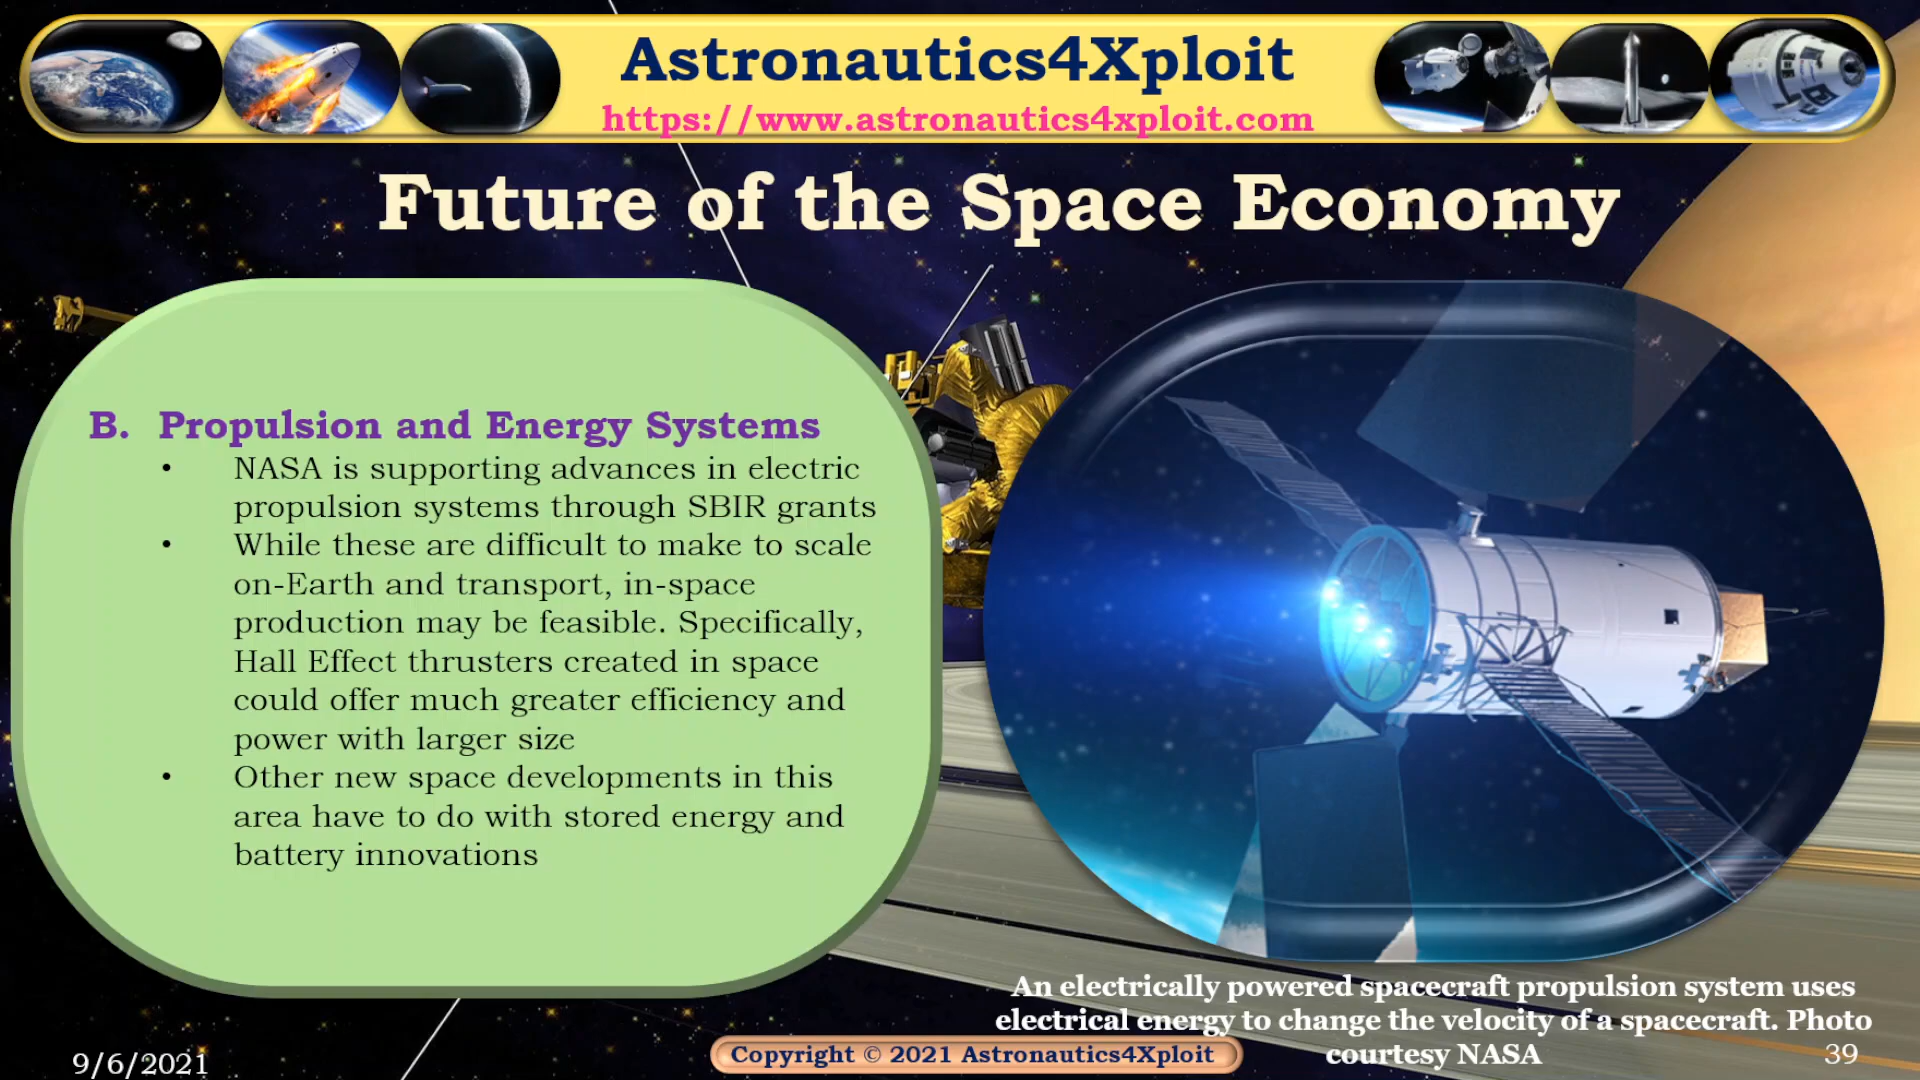 Astronautics4Xploit
https://www.astronautics4xploit.com
Future of the Space Economy
B. Propulsion and Energy Systems
• NASA is supporting advances in electric
propulsion systems through SBIR grants
• While these are difficult to make to scale
on-Earth and transport, in-space
production may be feasible. Specifically,
Hall Effect thrusters created in space
could offer much greater efficiency and
power with larger size
• Other new space developments in this
area have to do with stored energy and
battery innovations
An electrically powered spacecraft propulsion system uses
electrical energy to change the velocity of a spacecraft. Photo
courtesy NASA
9/6/2021
Copyright © 2021 Astronautics4Xploit
39